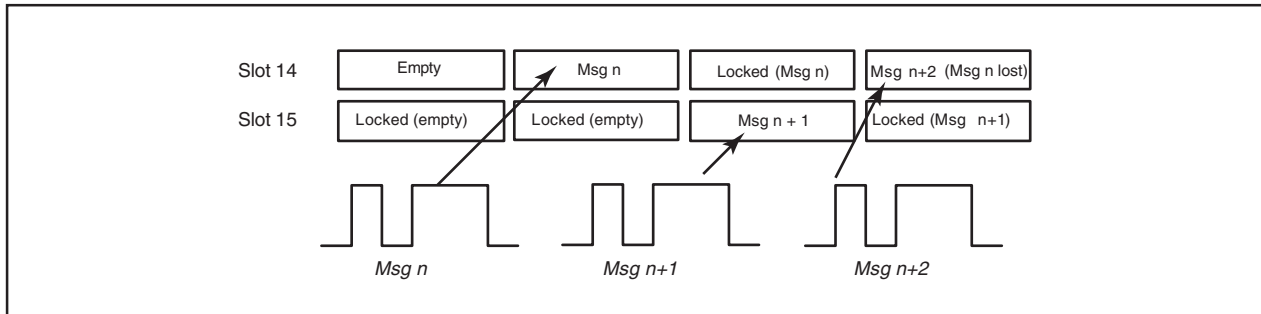 Slot 14 Empty Msg n Locked (Msg n) Msg n+2 (Msg n lost)
Slot 15 Locked (empty) Locked (empty) Msg n + 1 Locked (Msg n+1)
Msg n Msg n+1 Msg n+2